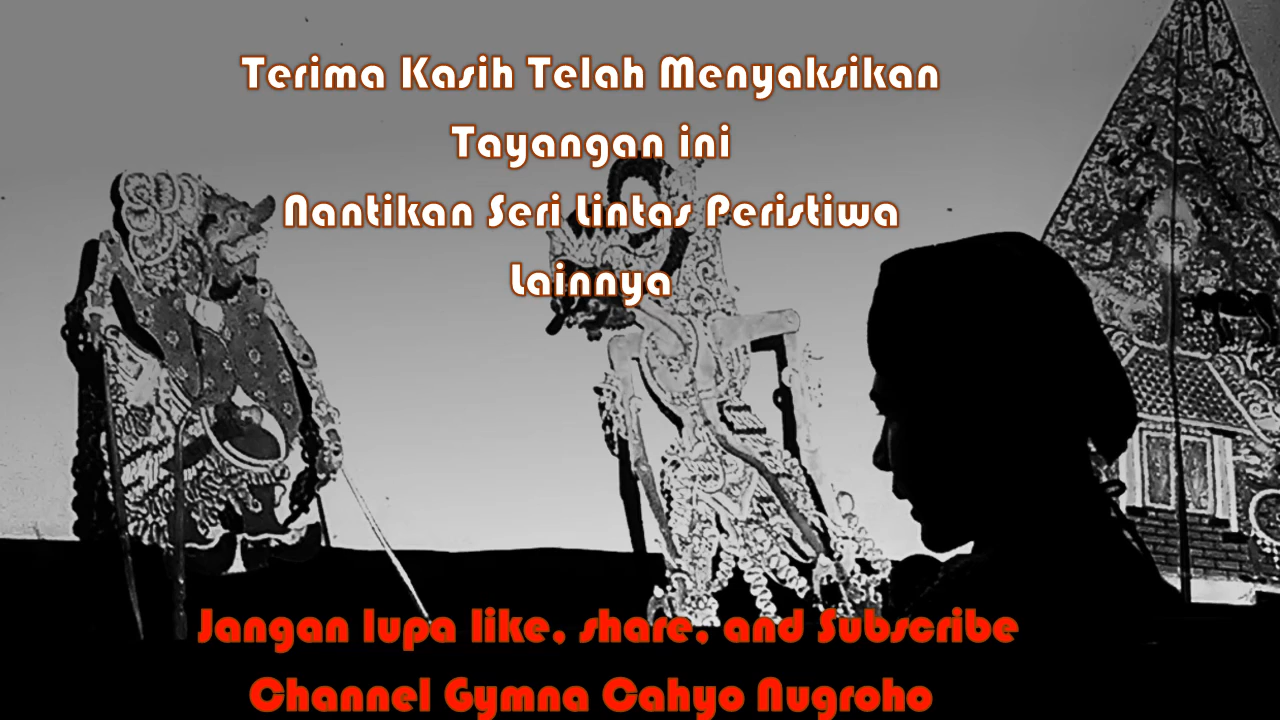 Terima Kasih Telah Menyaksikan
Tayangan ini
Nantikan Seri Lintas Peristiwa
Lainnya
Jangan lupa like, share, and Subscribe
Channel Gymna Cahyo Nugroho